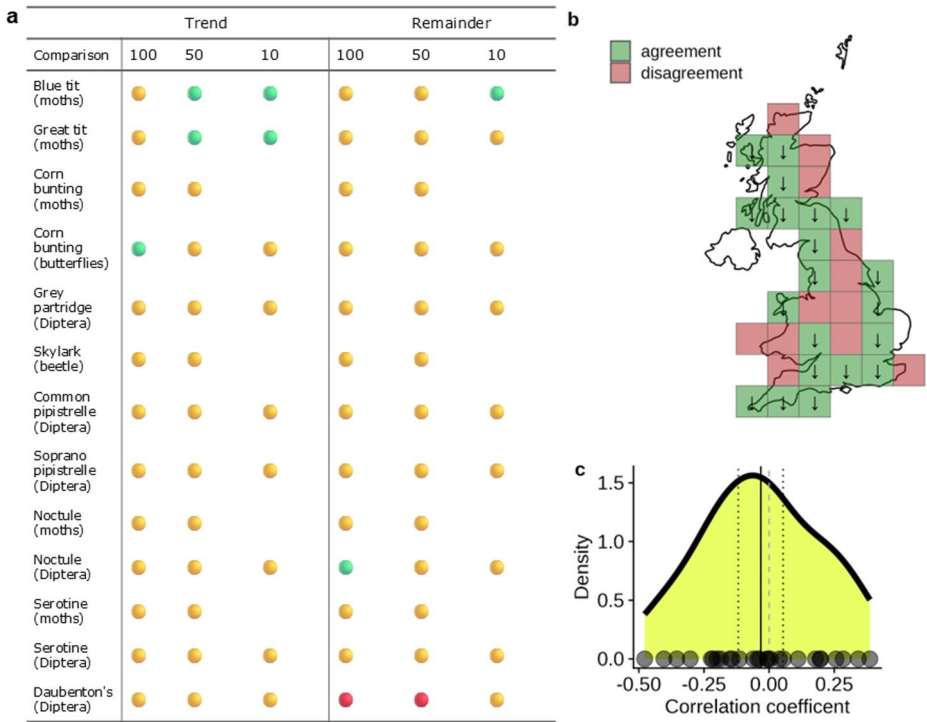 a
Trend Remainder
Comparison 100 50 10 100 50 10
Blue tit
(moths)
Great tit
(moths)
Corn
bunting
(moths)
Corn
bunting
(butterflies)
Grey
partridge
(Diptera)
Skylark
(beetle)
Common
pipistrelle
(Diptera)
Soprano
pipistrelle
(Diptera)
Noctule
(moths)
Noctule
(Diptera)
Serotine
(moths)
Serotine
(Diptera)
Daubenton's
(Diptera)
b
agreement
disagreement
c
1.5
1.0
0.5
0.0
Density
-0.50 -0.25 0.00 0.25
Correlation coefficent